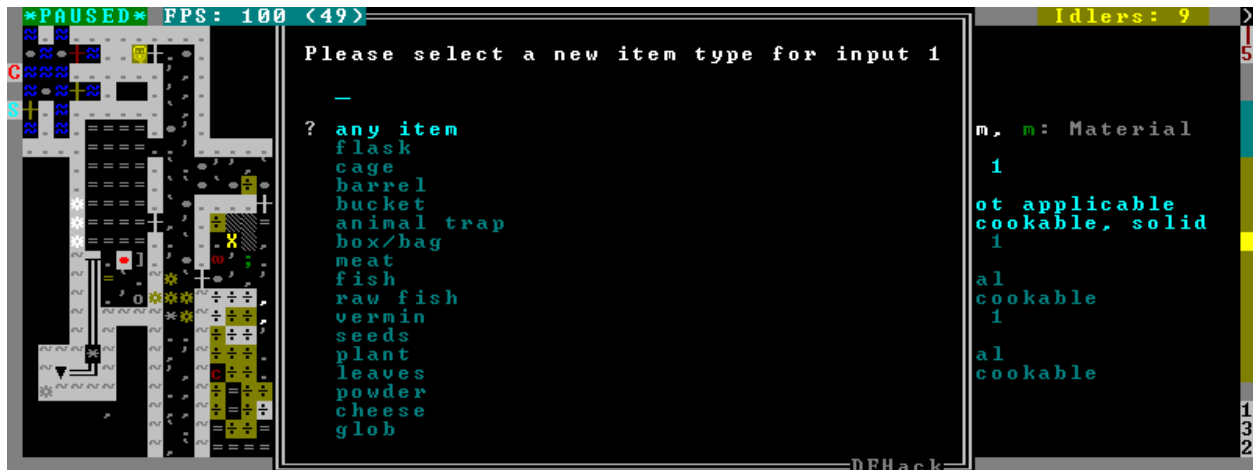 *PAUSED* FPS: 100 (49)
Idlers: 9
Please select a new item type for input 1
_
? any item
m, m: Material
flask
cage
1
barrel
bucket
ot applicable
animal trap
cookable, solid
box/bag
1
meat
fish
al
raw fish
cookable
vermin
1
seeds
plant
al
leaves
cookable
powder
cheese
glob
DFHack